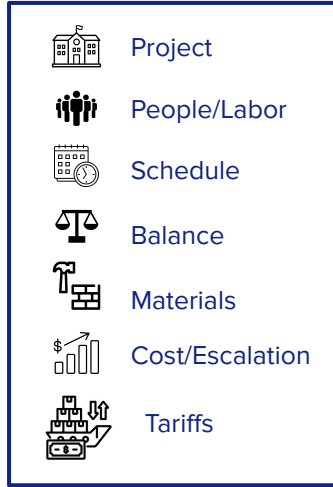 Project
People/Labor
Schedule
Balance
Materials
$
Cost/Escalation
Tariffs
-$-